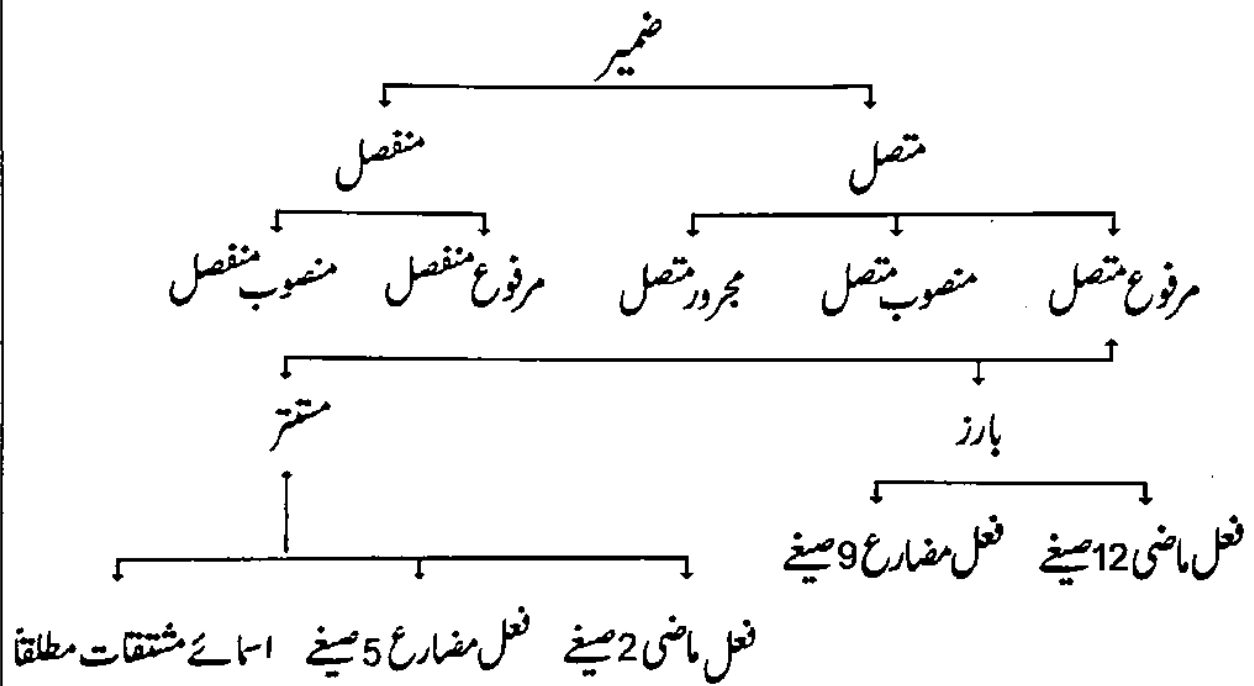 ضمیر
متصل منفصل
مرفوع متصل منصوب متصل مجرور متصل مرفوع منفصل منصوب منفصل
بارز مستتر
فعل ماضی 12 صیغے فعل مضارع 9 صیغے
فعل ماضی 2 صیغے فعل مضارع 5 صیغے اسمائے مشتقات مطلقاً